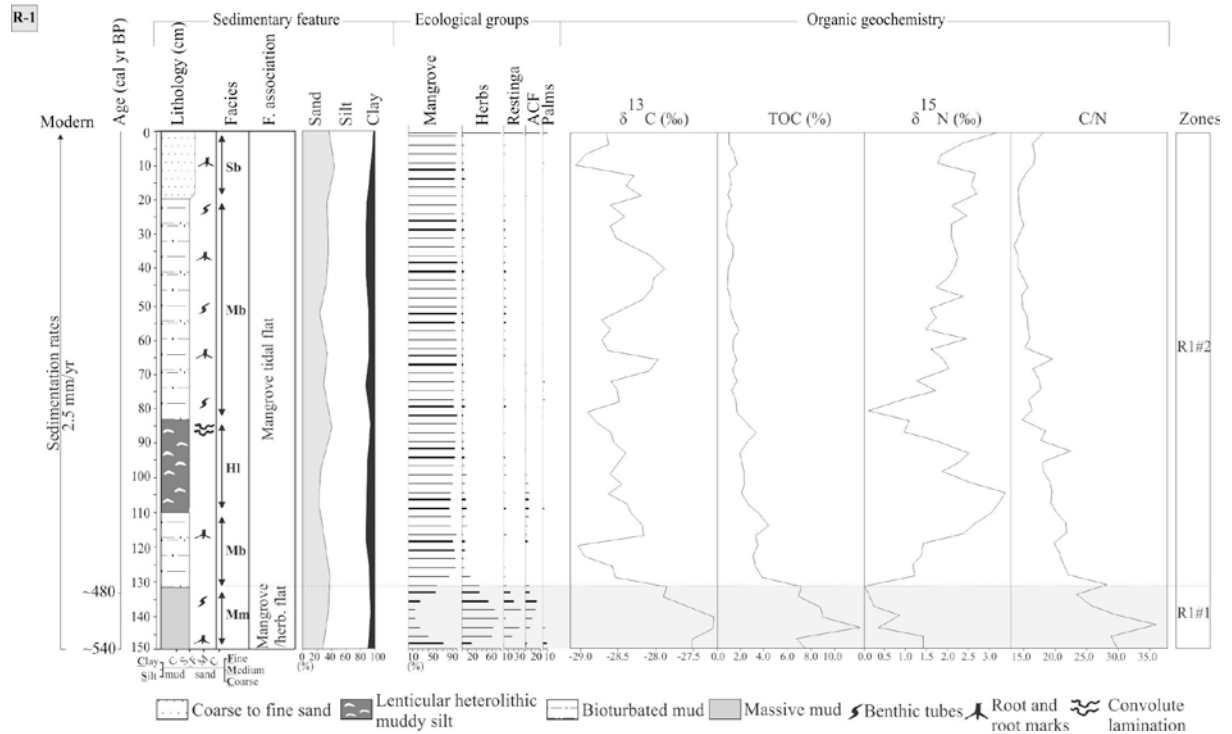 R-1
Sedimentary feature
Ecological groups
Organic geochemistry
Age (cal yr BP)
Lithology (cm)
Facies
F. association
Sand
Silt
Clay
Mangrove
Herbs
Restinga
ACF
Palms
δ 13 C (‰)
TOC (%)
δ 15 N (‰)
C/N
Zones
Modern
Sedimentation rates
2.5 mm/yr
~480
~540
0
10
20
30
40
50
60
70
80
90
100
110
120
130
140
150
Sb
Mb
Hl
Mb
Mm
Mangrove tidal flat
Mangrove
/herb. flat
R1#2
R1#1
Clay
Silt
mud
sand
Fine
Medium
Coarse
0 20 60 100
(%)
10 50 90
(%)
20 60
10 30
20
10
-29.0 -28.5 -28.0 -27.5
0.0 2.0 4.0 6.0 8.0 10.0
0.0 0.5 1.0 1.5 2.0 2.5 3.0
15.0 20.0 25.0 30.0 35.0
Coarse to fine sand
Lenticular heterolithic
muddy silt
Bioturbated mud
Massive mud
Benthic tubes
Root and
root marks
Convolute
lamination